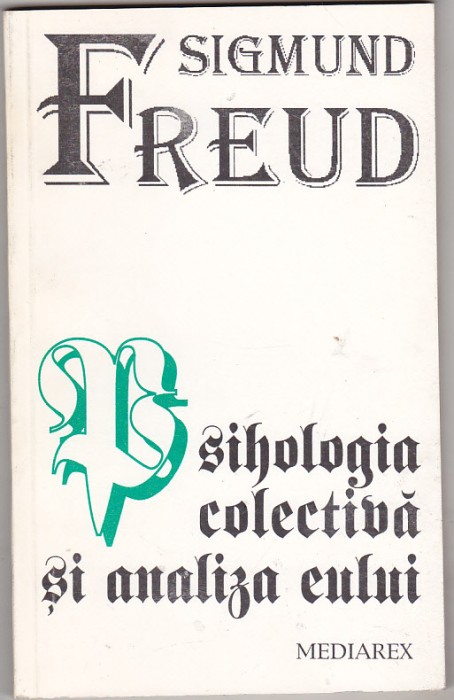 SIGMUND
FREUD
Psihologia
colectivă
și analiza eului
MEDIAREX